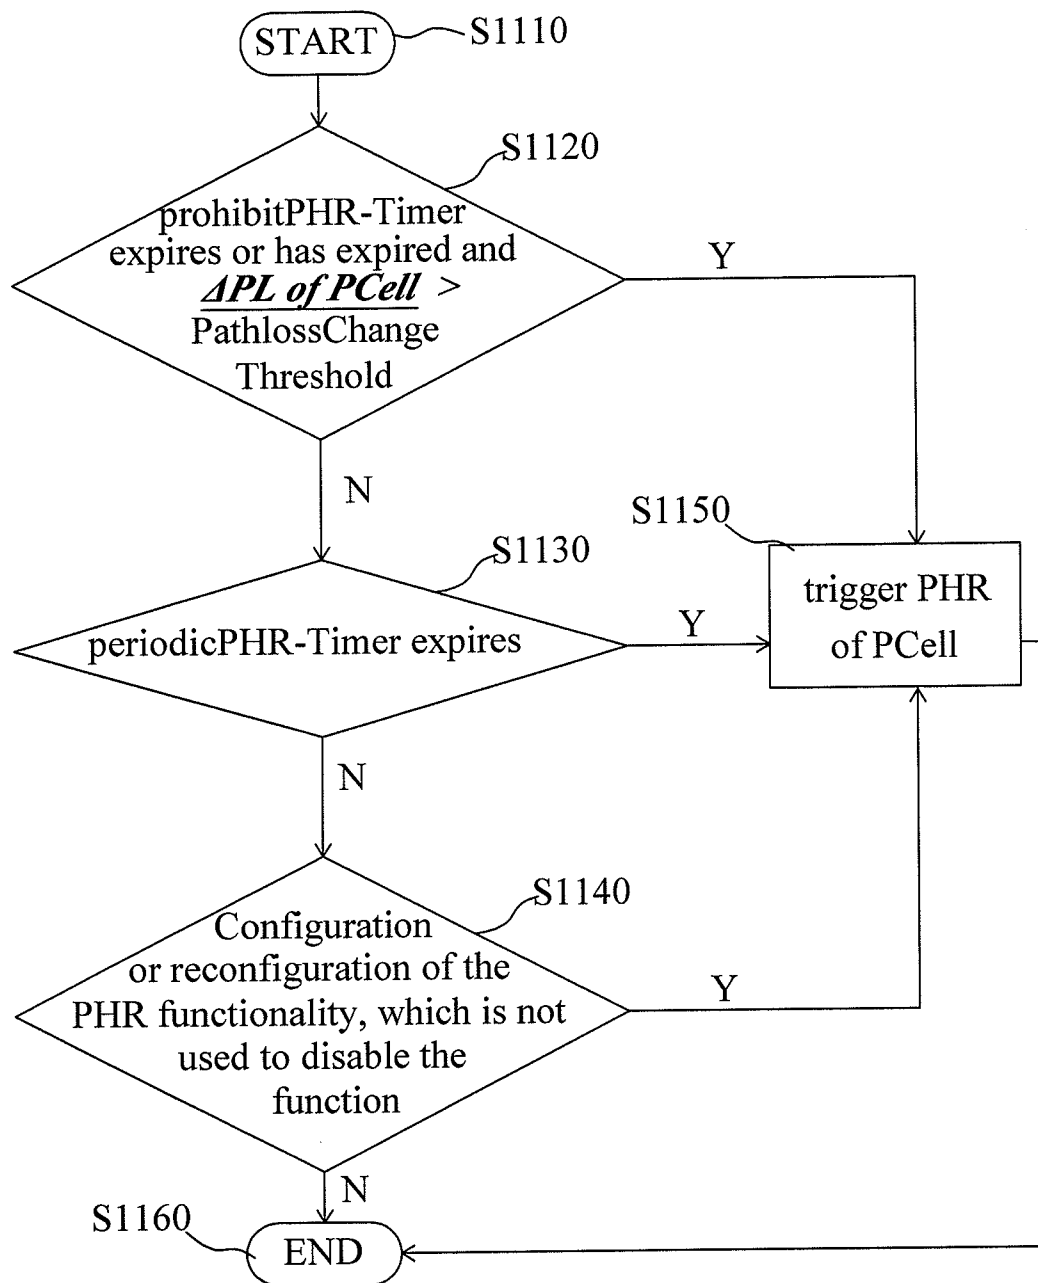 START
S1110
S1120
prohibitPHR-Timer
expires or has expired and
ΔPL of PCell >
PathlossChange
Threshold
Y
N
S1130
periodicPHR-Timer expires
Y
S1150
trigger PHR
of PCell
N
S1140
Configuration
or reconfiguration of the
PHR functionality, which is not
used to disable the
function
Y
N
S1160
END